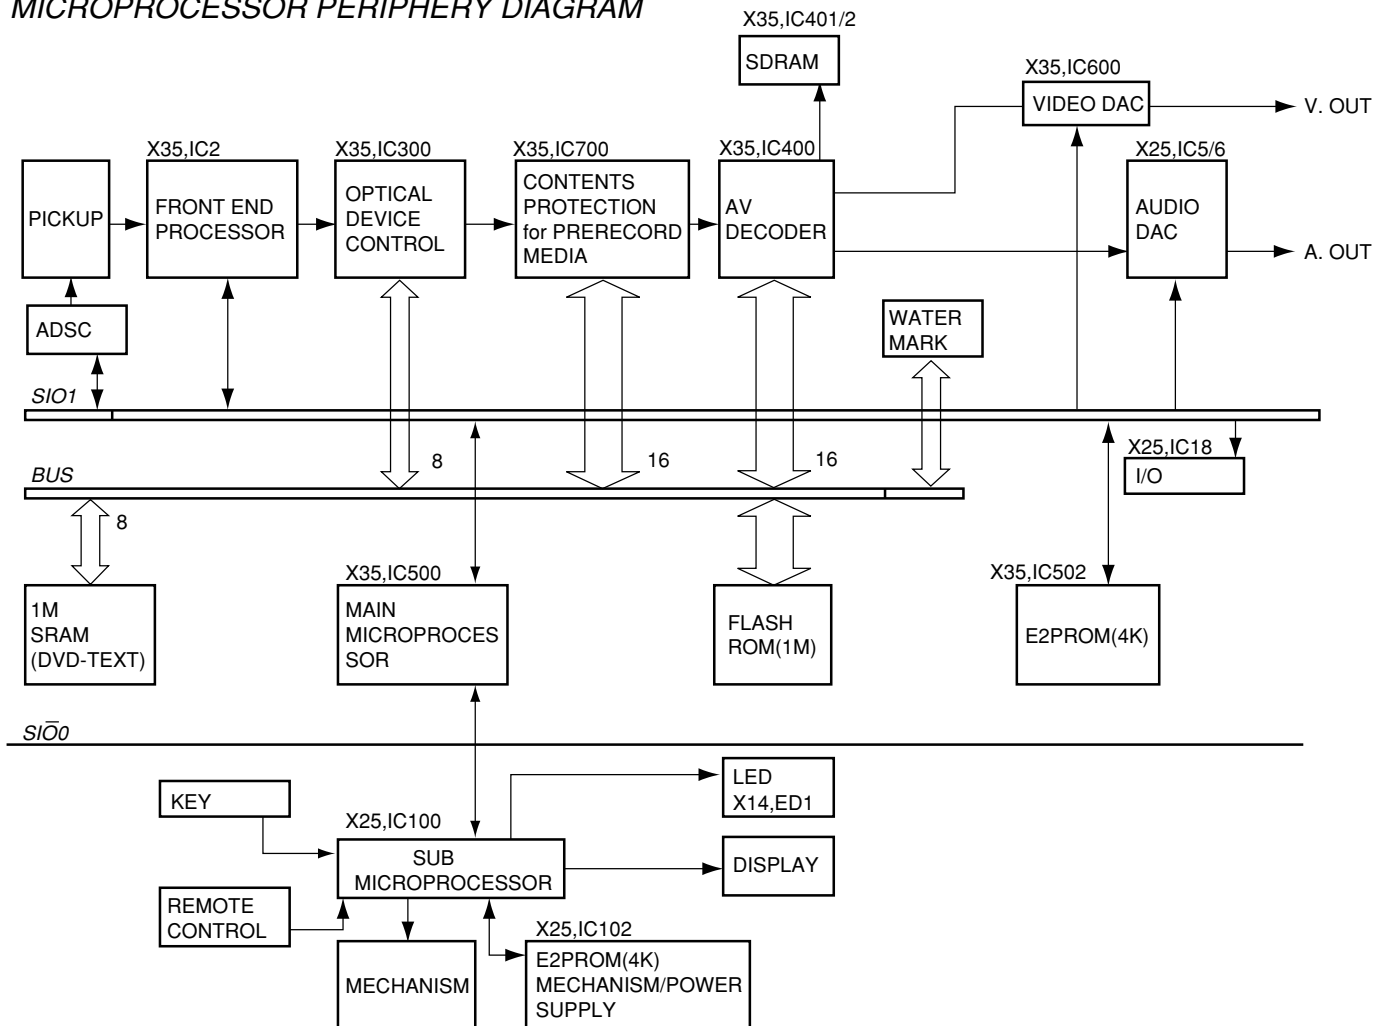 MICROPROCESSOR PERIPHERY DIAGRAM
X35,IC401/2
SDRAM
X35,IC600
VIDEO DAC
V. OUT
X35,IC2
X35,IC300
X35,IC700
X35,IC400
X25,IC5/6
PICKUP
FRONT END
PROCESSOR
OPTICAL
DEVICE
CONTROL
CONTENTS
PROTECTION
for PRERECORD
MEDIA
AV
DECODER
AUDIO
DAC
A. OUT
ADSC
WATER
MARK
SIO1
X25,IC18
I/O
8
16
16
BUS
8
X35,IC500
X35,IC502
1M
SRAM
(DVD-TEXT)
MAIN
MICROPROCES
SOR
FLASH
ROM(1M)
E2PROM(4K)
SIO̅0
KEY
LED
X14,ED1
X25,IC100
SUB
MICROPROCESSOR
DISPLAY
REMOTE
CONTROL
X25,IC102
MECHANISM
E2PROM(4K)
MECHANISM/POWER
SUPPLY